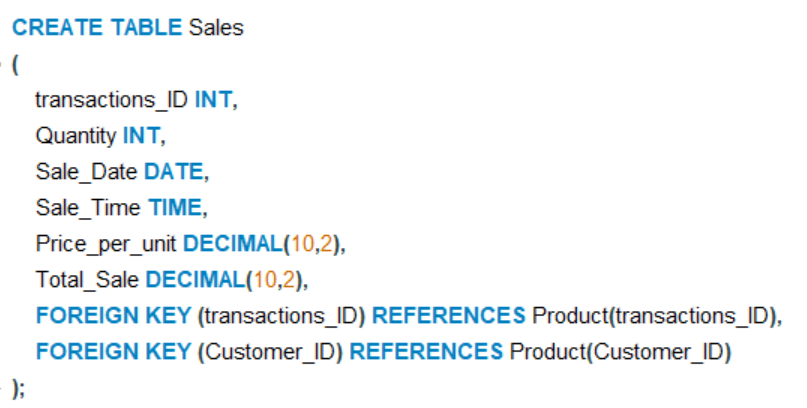 CREATE TABLE Sales
(
transactions_ID INT,
Quantity INT,
Sale_Date DATE,
Sale_Time TIME,
Price_per_unit DECIMAL(10,2),
Total_Sale DECIMAL(10,2),
FOREIGN KEY (transactions_ID) REFERENCES Product(transactions_ID),
FOREIGN KEY (Customer_ID) REFERENCES Product(Customer_ID)
);